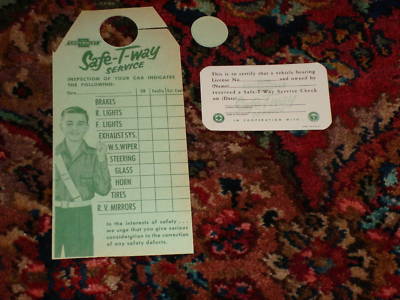 Safe-T-way
SERVICE
INSPECTION OF YOUR CAR INDICATES
THE FOLLOWING:
OK
BRAKES
R. LIGHTS
F. LIGHTS
EXHAUST SYS.
W.S.WIPER
STEERING
GLASS
HORN
TIRES
R. V. MIRRORS
In the interests of safety . . .
we urge that you give serious
consideration to the correction
of any safety defects.
This is to certify that a vehicle bearing
License No. and owned by
(Name)
received a Safe-T-Way Service Check
on (Date)
IN COOPERATION WITH